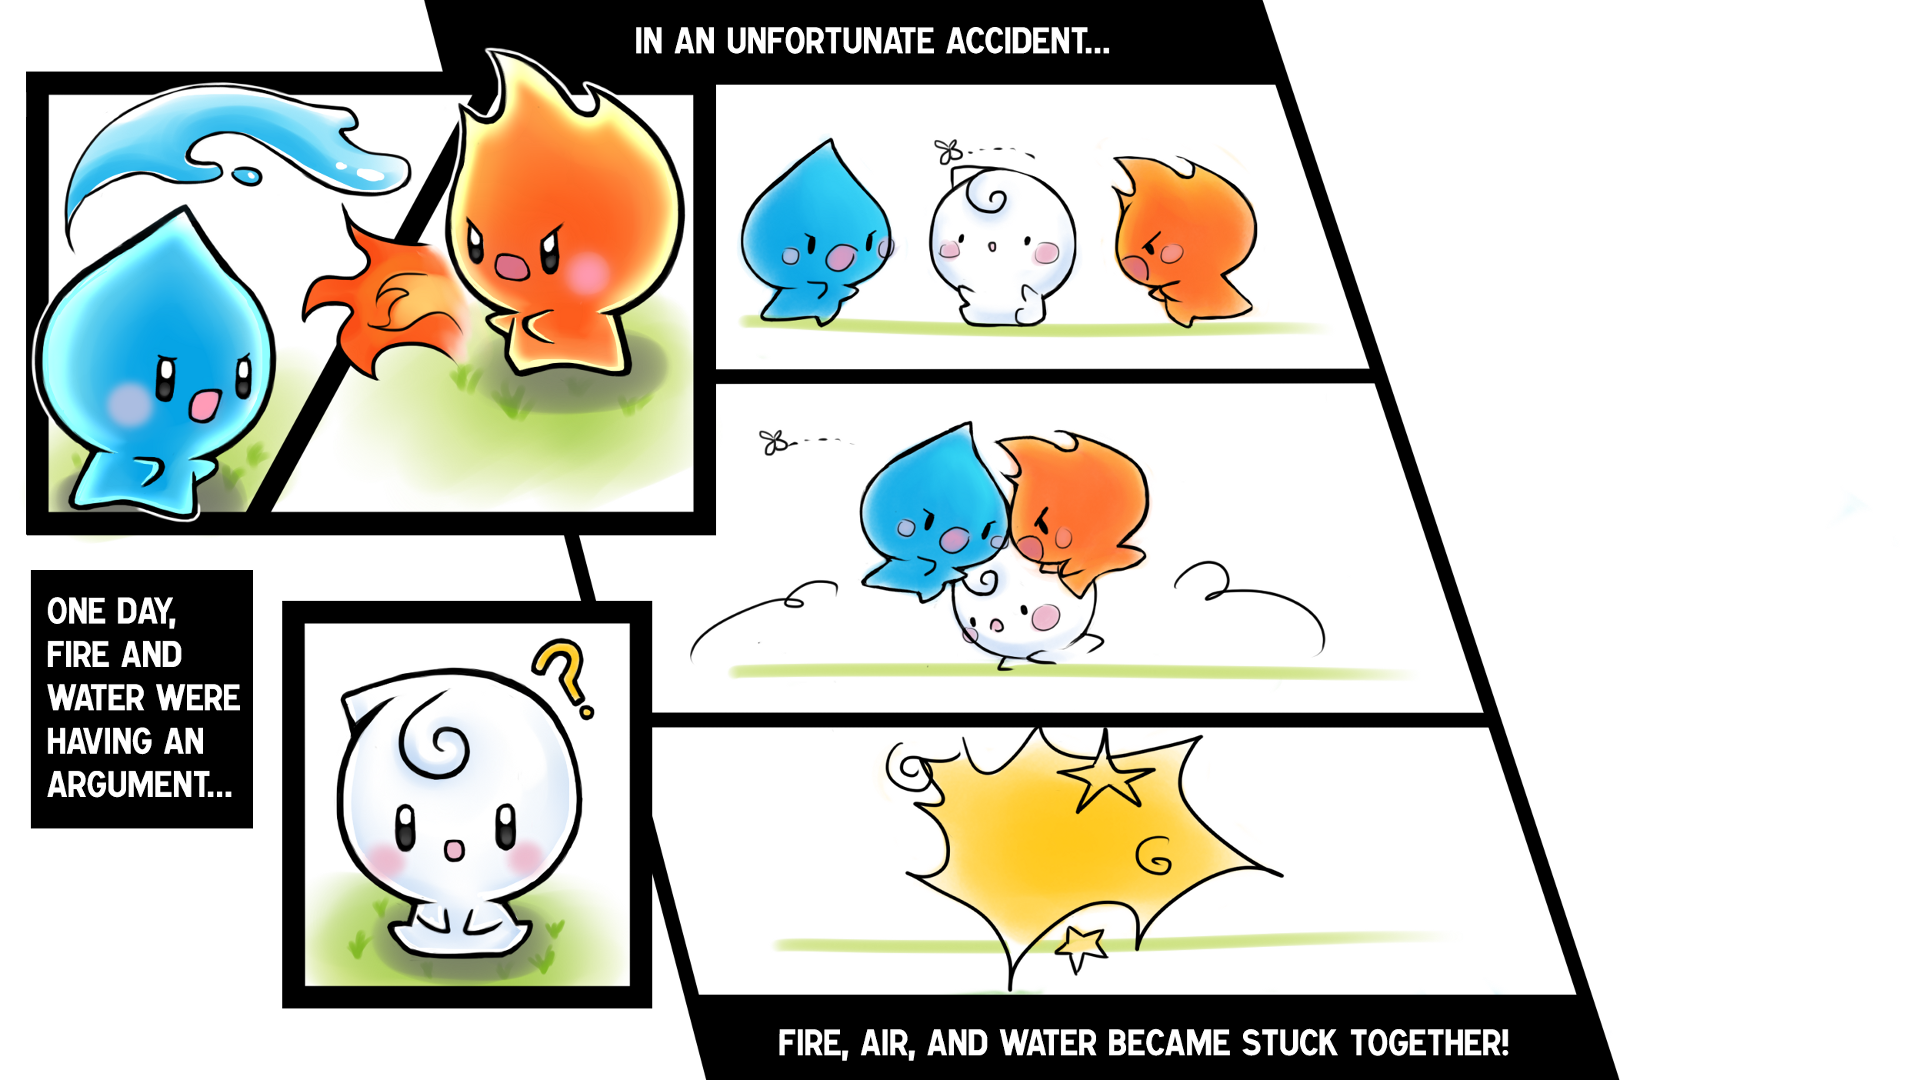 ONE DAY,
FIRE AND
WATER WERE
HAVING AN
ARGUMENT...
?
IN AN UNFORTUNATE ACCIDENT...
FIRE, AIR, AND WATER BECAME STUCK TOGETHER!